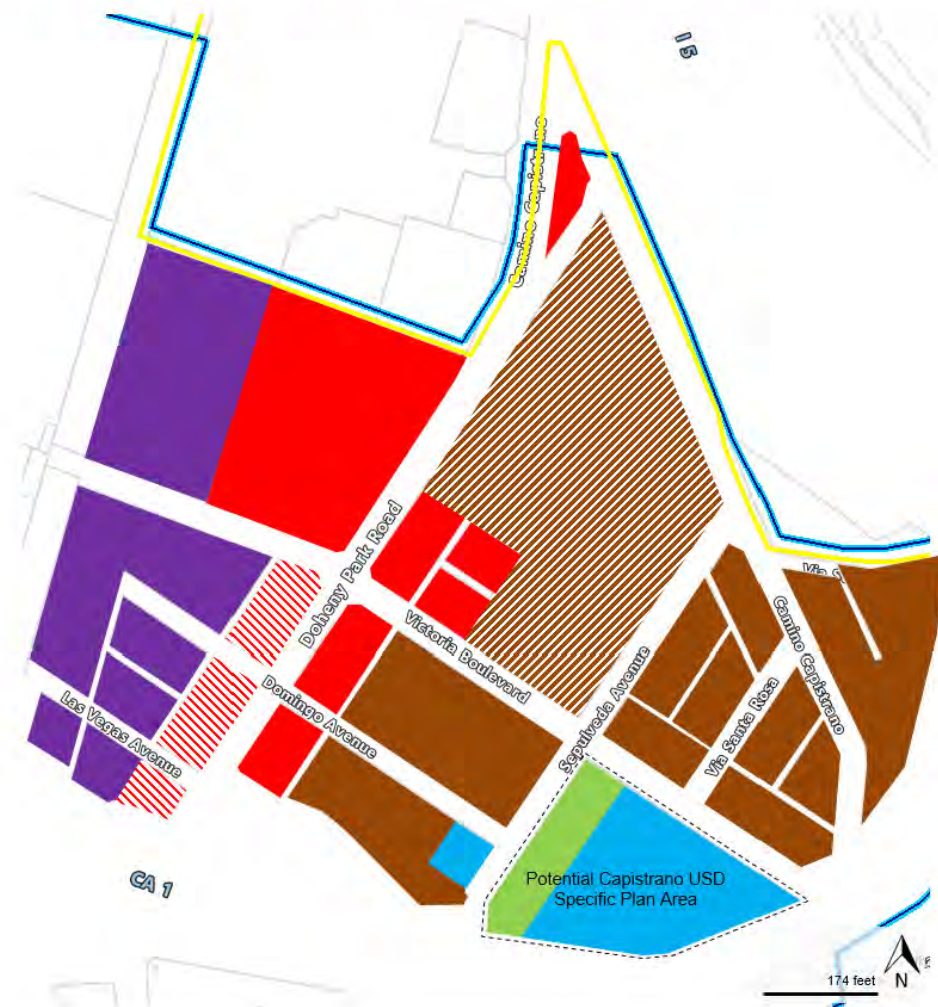 I 5
Camino Capistrano
Doheny Park Road
Victoria Boulevard
Via S
Camino Capistrano
Domingo Avenue
Sepulveda Avenue
Via Santa Rosa
Las Vegas Avenue
CA 1
Potential Capistrano USD
Specific Plan Area
174 feet
N